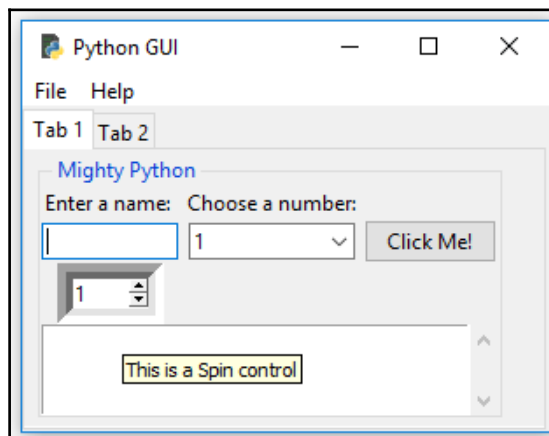 Python GUI
File Help
Tab 1 Tab 2
Mighty Python
Enter a name: Choose a number:
1 Click Me!
1
This is a Spin control